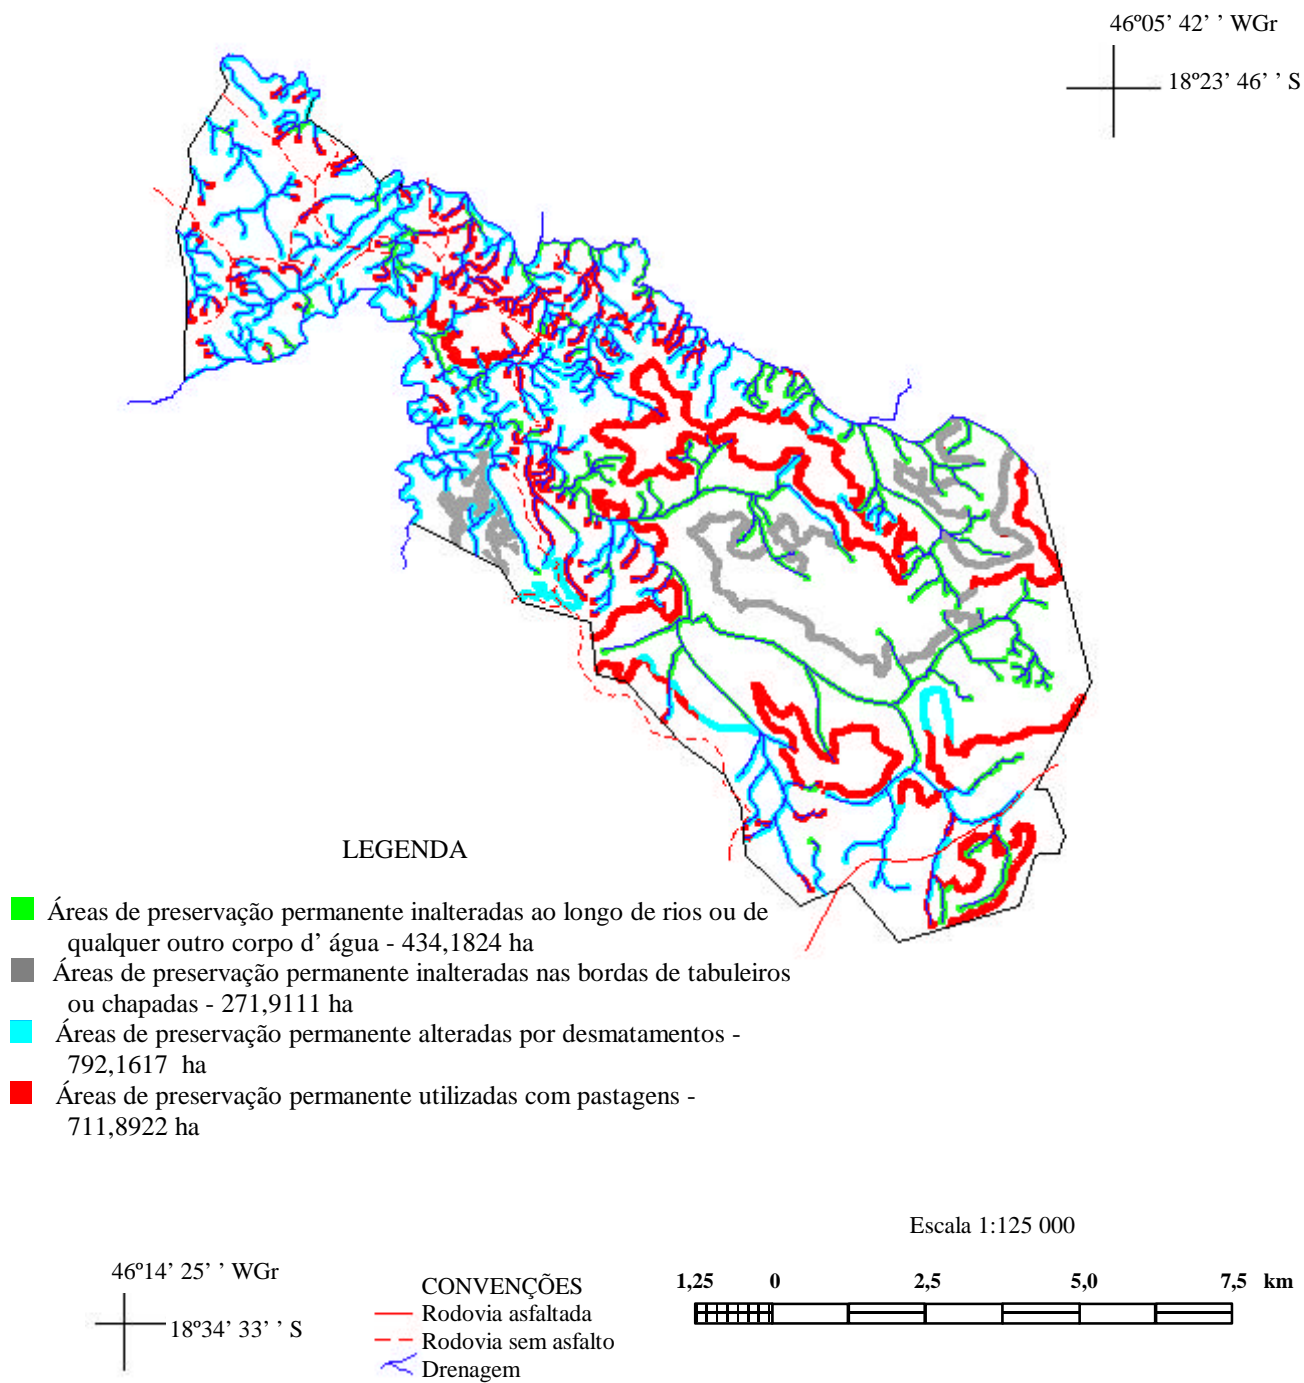 46º05’ 42’ ’ WGr
18º23’ 46’ ’ S
LEGENDA
Áreas de preservação permanente inalteradas ao longo de rios ou de
qualquer outro corpo d’ água - 434,1824 ha
Áreas de preservação permanente inalteradas nas bordas de tabuleiros
ou chapadas - 271,9111 ha
Áreas de preservação permanente alteradas por desmatamentos -
792,1617 ha
Áreas de preservação permanente utilizadas com pastagens -
711,8922 ha
Escala 1:125 000
46º14’ 25’ ’ WGr
18º34’ 33’ ’ S
CONVENÇÕES
Rodovia asfaltada
Rodovia sem asfalto
Drenagem
1,25 0 2,5 5,0 7,5 km